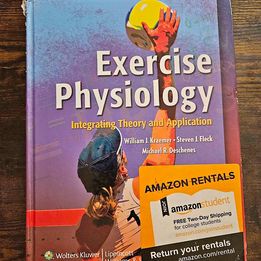 Exercise
Physiology
Integrating Theory and Application
William J. Kraemer • Steven J. Fleck
Michael R. Deschenes
AMAZON RENTALS
amazonstudent
FREE Two-Day Shipping
for college students
Return your rentals
amazon.com/rental
Wolters Kluwer | Lippincott